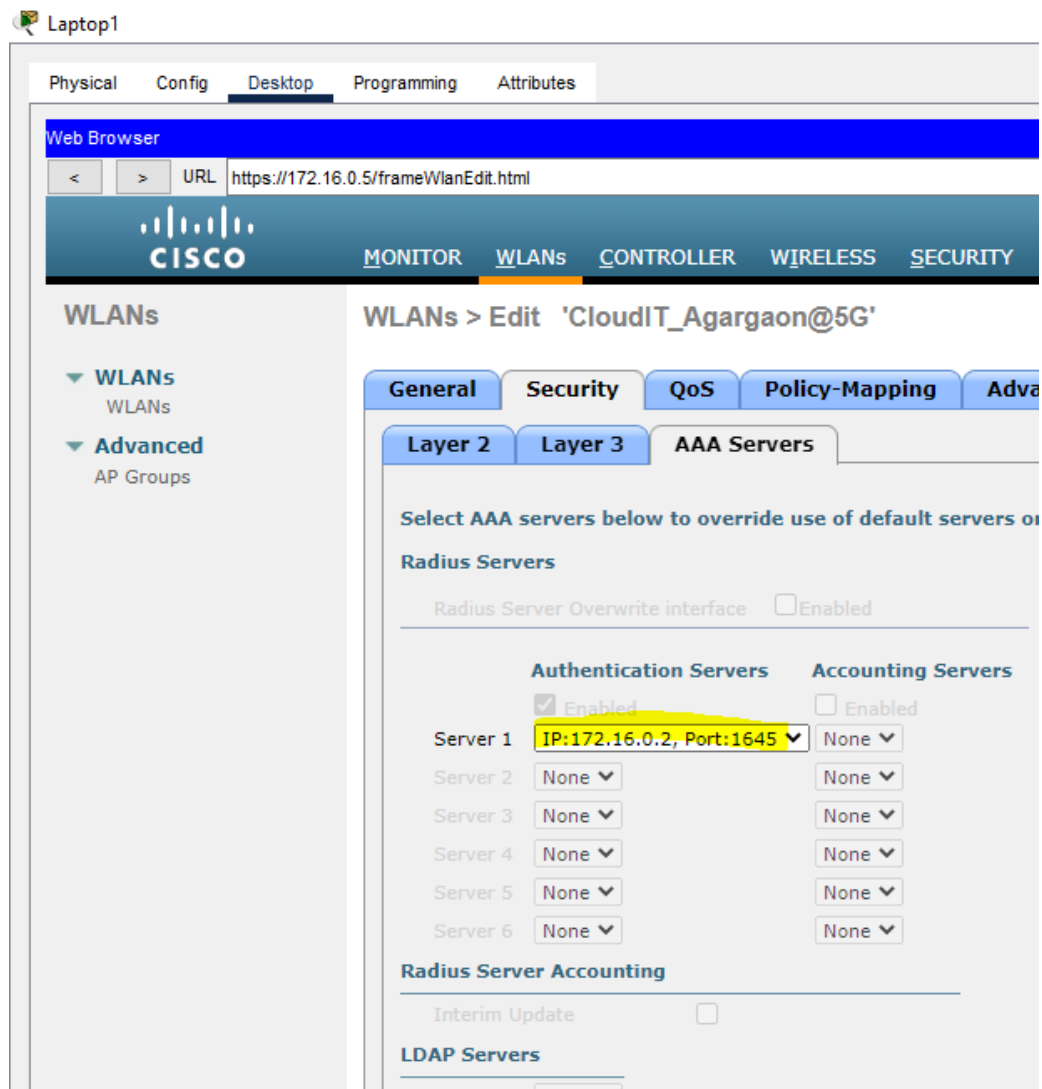 Laptop1
Physical Config Desktop Programming Attributes
Web Browser
< > URL https://172.16.0.5/frameWlanEdit.html
CISCO
MONITOR WLANs CONTROLLER WIRELESS SECURITY
WLANs
WLANs
WLANs
Advanced
AP Groups
WLANs > Edit 'CloudIT_Agargaon@5G'
General Security QoS Policy-Mapping Adva
Layer 2 Layer 3 AAA Servers
Select AAA servers below to override use of default servers o
Radius Servers
Radius Server Overwrite interface Enabled
Authentication Servers Accounting Servers
Enabled Enabled
Server 1 IP:172.16.0.2, Port:1645 None
Server 2 None None
Server 3 None None
Server 4 None None
Server 5 None None
Server 6 None None
Radius Server Accounting
Interim Update
LDAP Servers